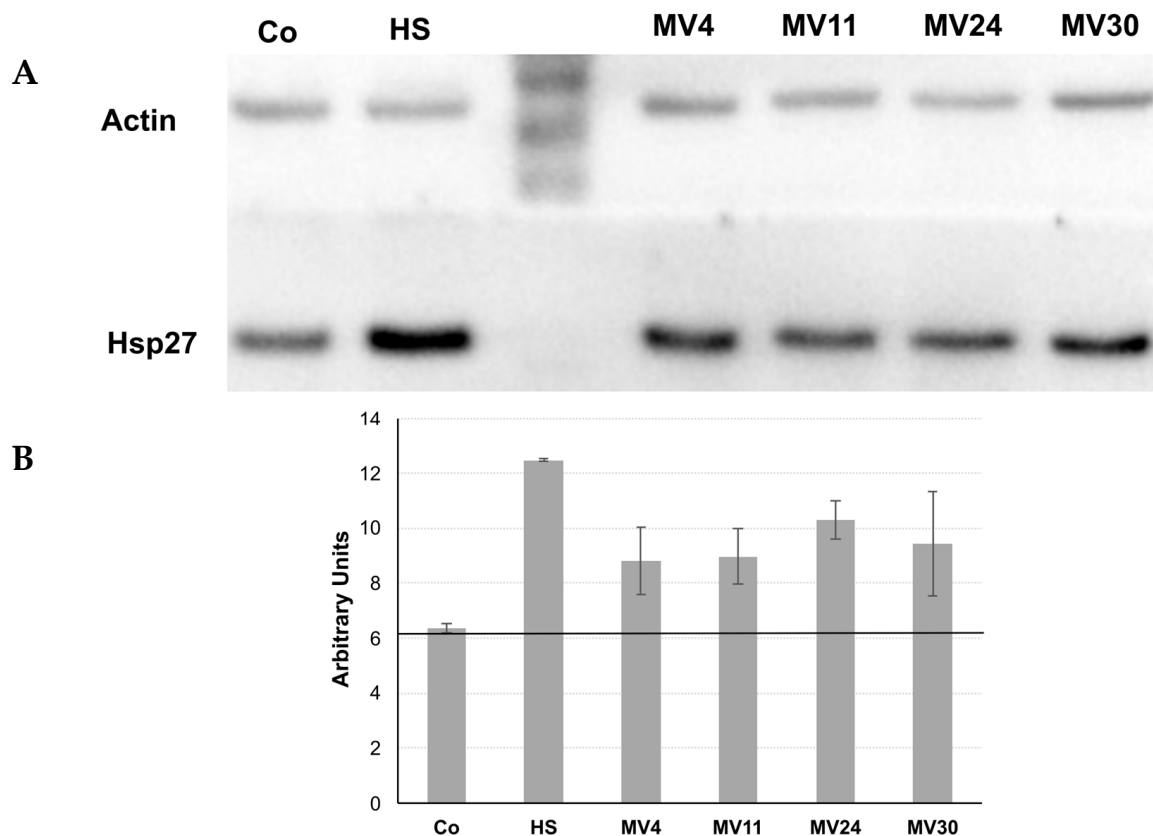 Co HS MV4 MV11 MV24 MV30
A
Actin
Hsp27
B
Arbitrary Units
14
12
10
8
6
4
2
0
Co HS MV4 MV11 MV24 MV30